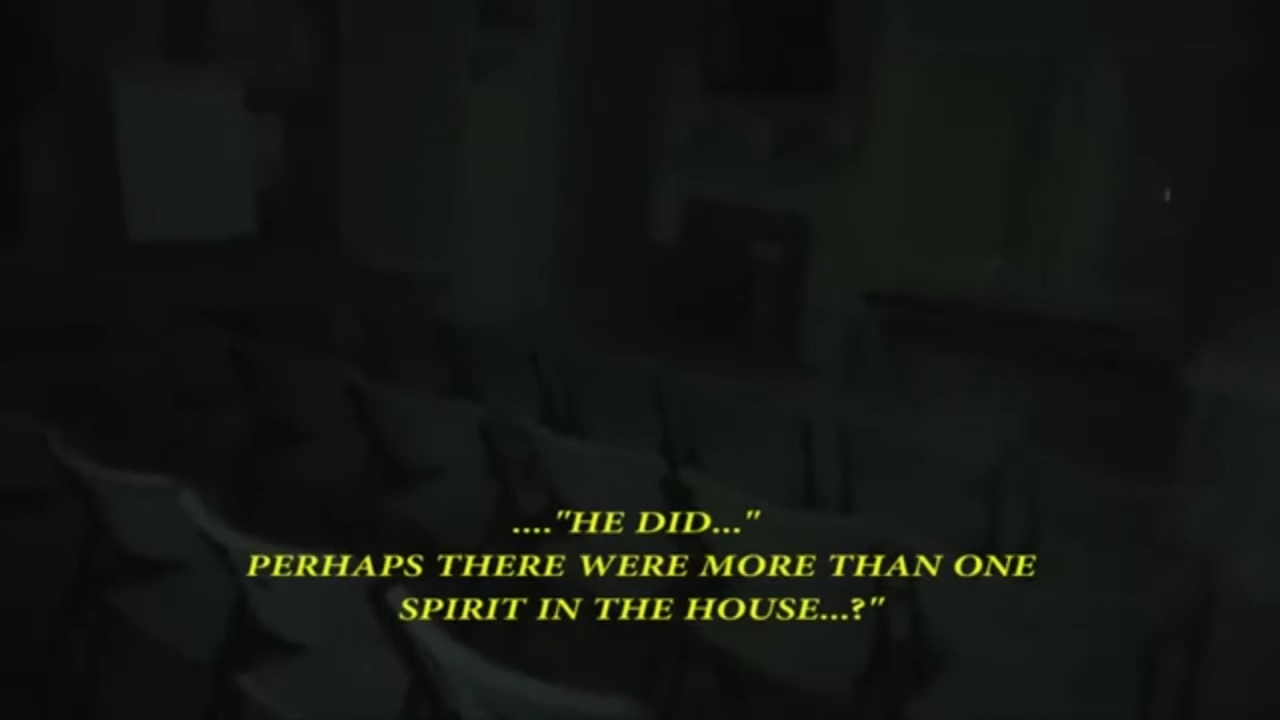 ...."HE DID..."
PERHAPS THERE WERE MORE THAN ONE
SPIRIT IN THE HOUSE...?"